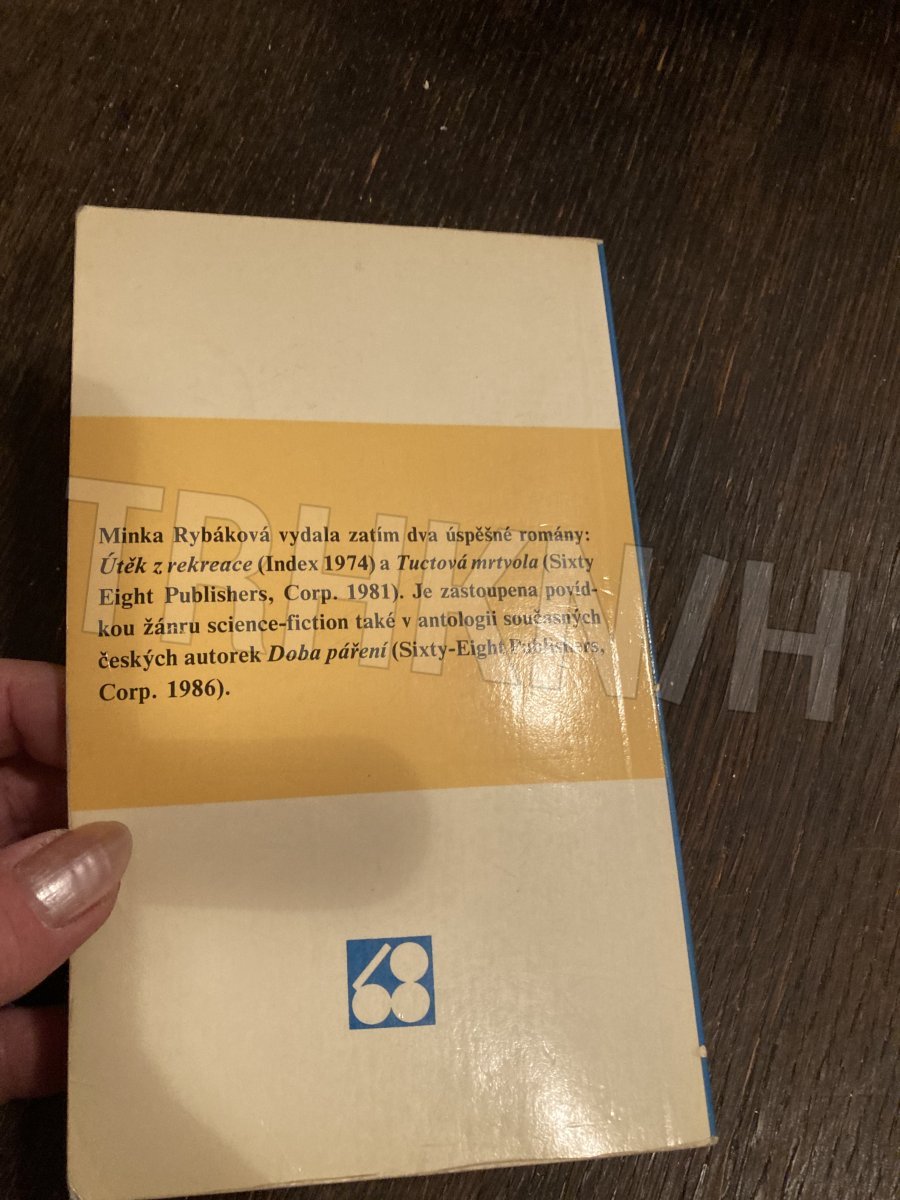 Minka Rybáková vydala zatím dva úspěšné romány:
Útěk z rekreace (Index 1974) a Tuctová mrtvola (Sixty
Eight Publishers, Corp. 1981). Je zastoupena povíd-
kou žánru science-fiction také v antologii současných
českých autorek Doba páření (Sixty-Eight Publishers,
Corp. 1986).
68
TRHKNIH